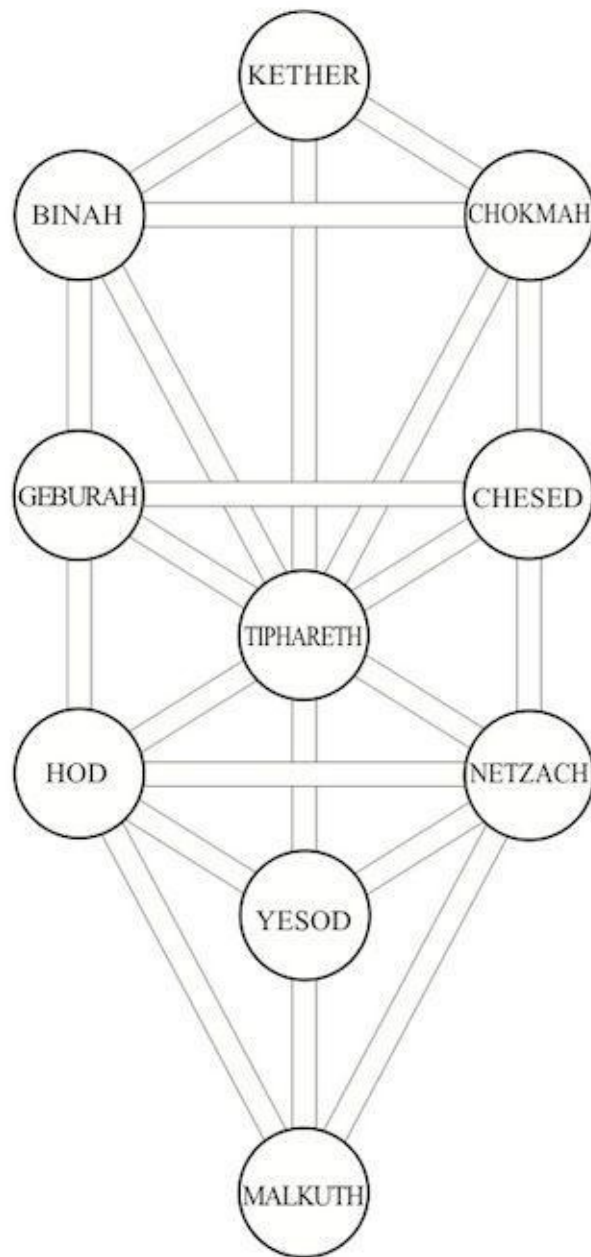 KETHER
BINAH
CHOKMAH
GEBURAH
CHESED
TIPHARETH
HOD
NETZACH
YESOD
MALKUTH